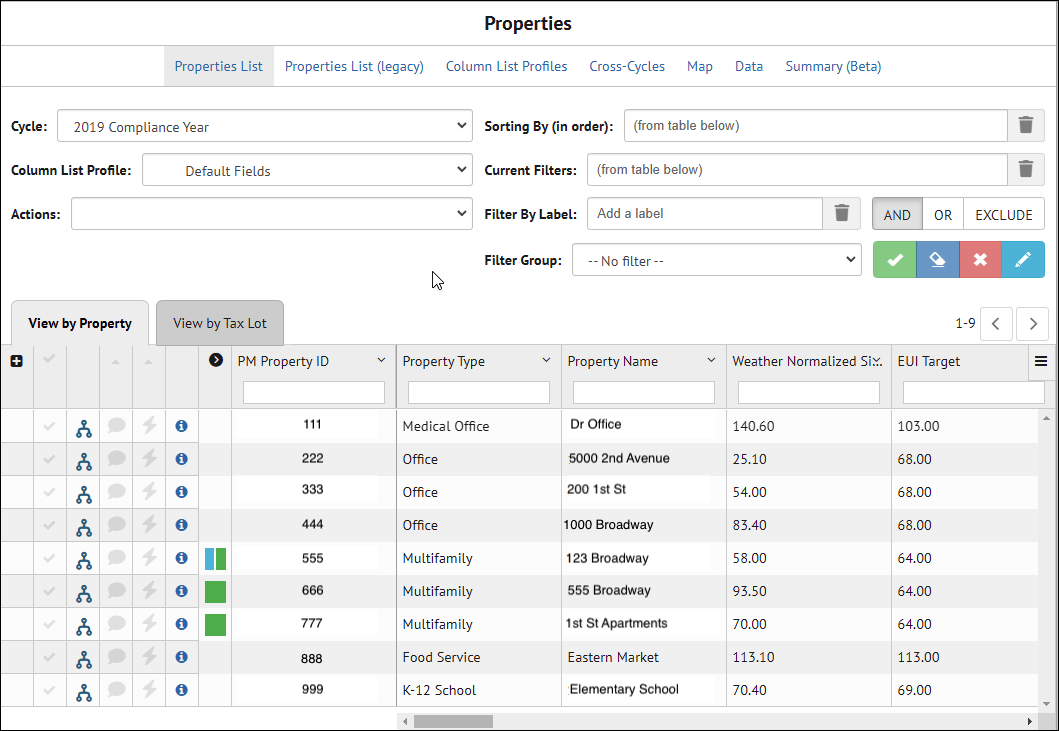 Properties
Properties List Properties List (legacy) Column List Profiles Cross-Cycles Map Data Summary (Beta)
Cycle: 2019 Compliance Year Sorting By (in order): (from table below)
Column List Profile: Default Fields Current Filters: (from table below)
Actions: Filter By Label: Add a label AND OR EXCLUDE
Filter Group: -- No filter --
View by Property View by Tax Lot 1-9
PM Property ID Property Type Property Name Weather Normalized Si... EUI Target
111 Medical Office Dr Office 140.60 103.00
222 Office 5000 2nd Avenue 25.10 68.00
333 Office 200 1st St 54.00 68.00
444 Office 1000 Broadway 83.40 68.00
555 Multifamily 123 Broadway 58.00 64.00
666 Multifamily 555 Broadway 93.50 64.00
777 Multifamily 1st St Apartments 70.00 64.00
888 Food Service Eastern Market 113.10 113.00
999 K-12 School Elementary School 70.40 69.00